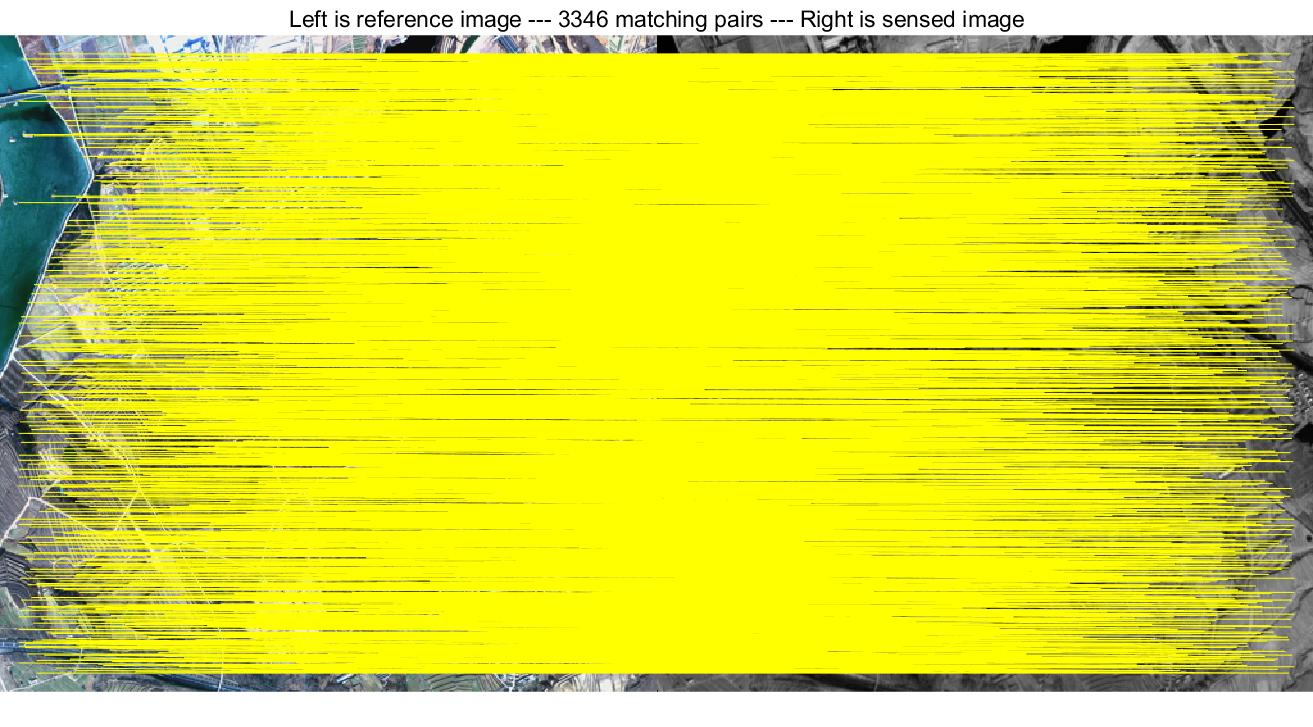 Left is reference image --- 3346 matching pairs --- Right is sensed image